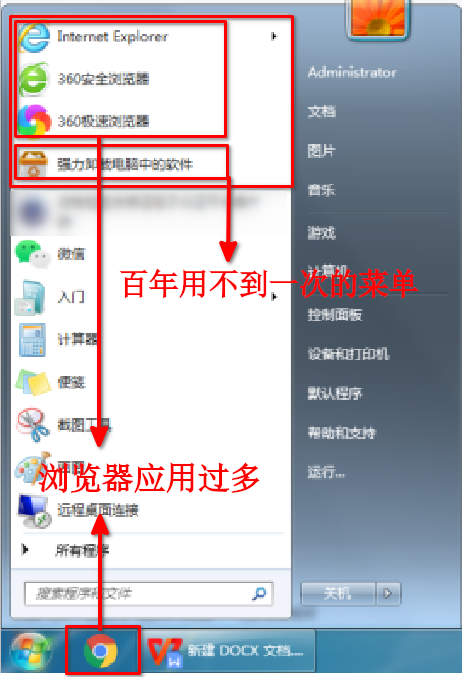 Internet Explorer
360安全浏览器
360极速浏览器
强力卸载电脑中的软件
微信
百年用不到一次的菜单
入门
计算器
便笺
截图工具
浏览器应用过多
远程桌面连接
所有程序
搜索程序和文件
Administrator
文档
图片
音乐
游戏
计算机
控制面板
设备和打印机
默认程序
帮助和支持
运行...
关机
新建 DOCX 文档....